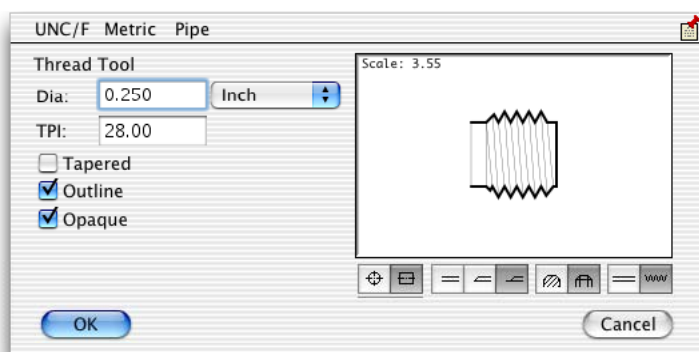 UNC/F Metric Pipe
Thread Tool
Dia: 0.250 Inch
TPI: 28.00
Tapered
Outline
Opaque
Scale: 3.55
OK
Cancel